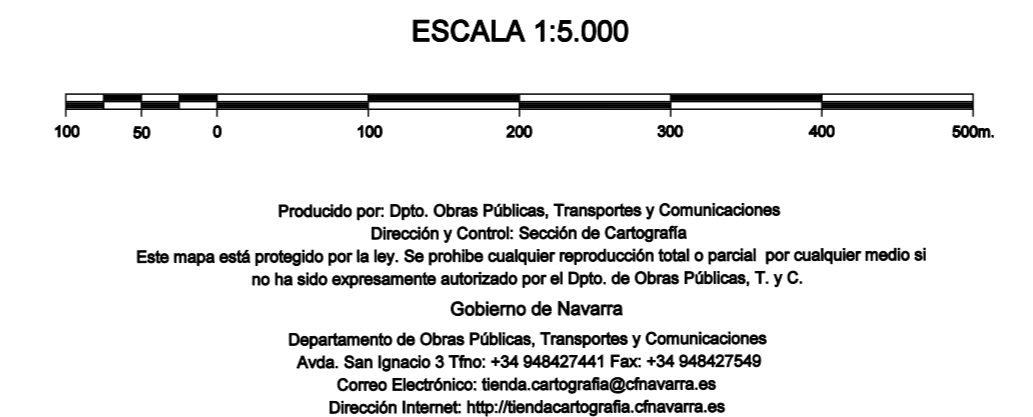 ESCALA 1:5.000
100 50 0 100 200 300 400 500m.
Producido por: Dpto. Obras Públicas, Transportes y Comunicaciones
Dirección y Control: Sección de Cartografía
Este mapa está protegido por la ley. Se prohibe cualquier reproducción total o parcial por cualquier medio si
no ha sido expresamente autorizado por el Dpto. de Obras Públicas, T. y C.
Gobierno de Navarra
Departamento de Obras Públicas, Transportes y Comunicaciones
Avda. San Ignacio 3 Tfno: +34 948427441 Fax: +34 948427549
Correo Electrónico: tienda.cartografia@cfnavarra.es
Dirección Internet: http://tiendacartografia.cfnavarra.es